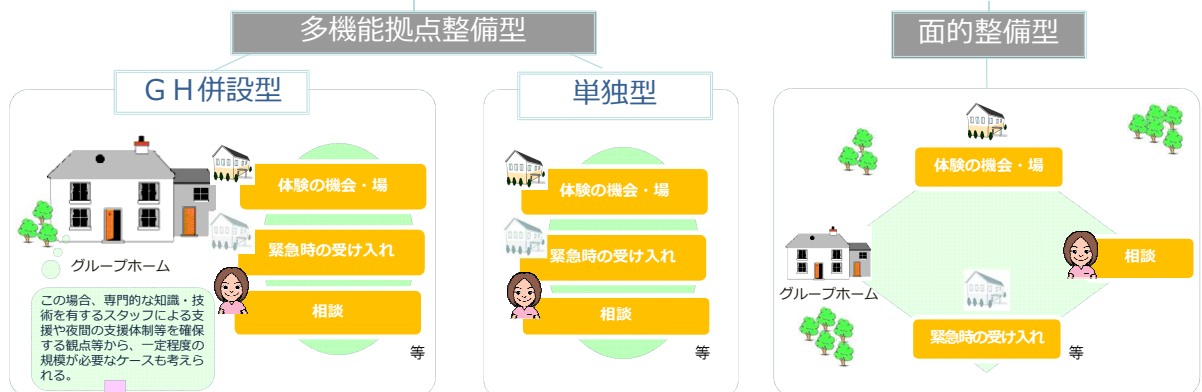 多機能拠点整備型
面的整備型
ＧＨ併設型
単独型
体験の機会・場
緊急時の受け入れ
グループホーム
相談
この場合、専門的な知識・技
術を有するスタッフによる支
援や夜間の支援体制等を確保
する観点等から、一定程度の
規模が必要なケースも考えら
れる。
等
体験の機会・場
緊急時の受け入れ
相談
等
体験の機会・場
相談
グループホーム
緊急時の受け入れ
等